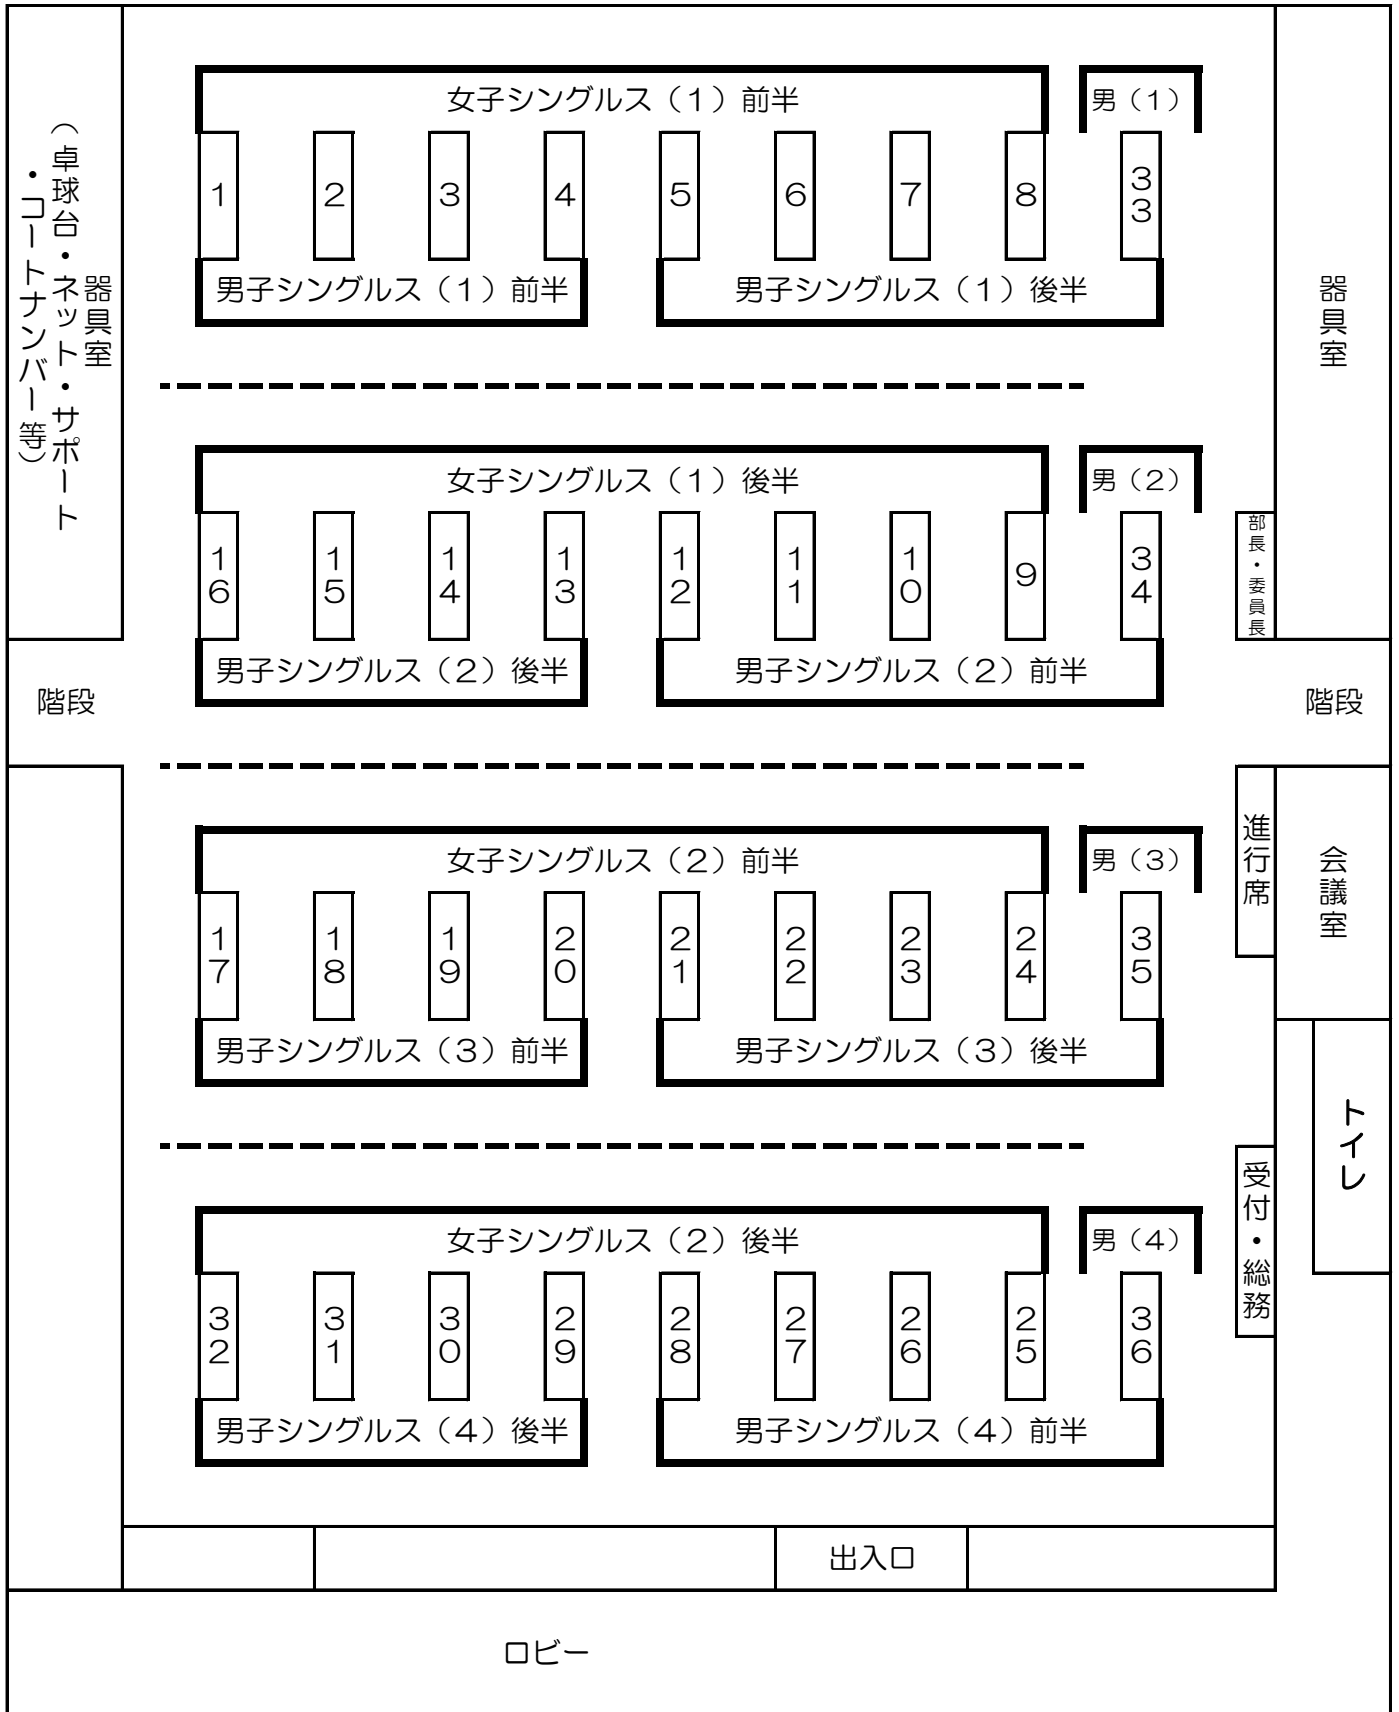 器具室
（卓球台・ネット・サポート
・コートナンバー等）
女子シングルス（１）前半
男（１）
1
2
3
4
5
6
7
8
33
男子シングルス（１）前半
男子シングルス（１）後半
器具室
女子シングルス（１）後半
男（２）
16
15
14
13
12
11
10
9
34
部長・委員長
男子シングルス（２）後半
男子シングルス（２）前半
階段
階段
女子シングルス（２）前半
男（３）
17
18
19
20
21
22
23
24
35
進行席
会議室
男子シングルス（３）前半
男子シングルス（３）後半
トイレ
受付・総務
女子シングルス（２）後半
男（４）
32
31
30
29
28
27
26
25
36
男子シングルス（４）後半
男子シングルス（４）前半
出入口
ロビー